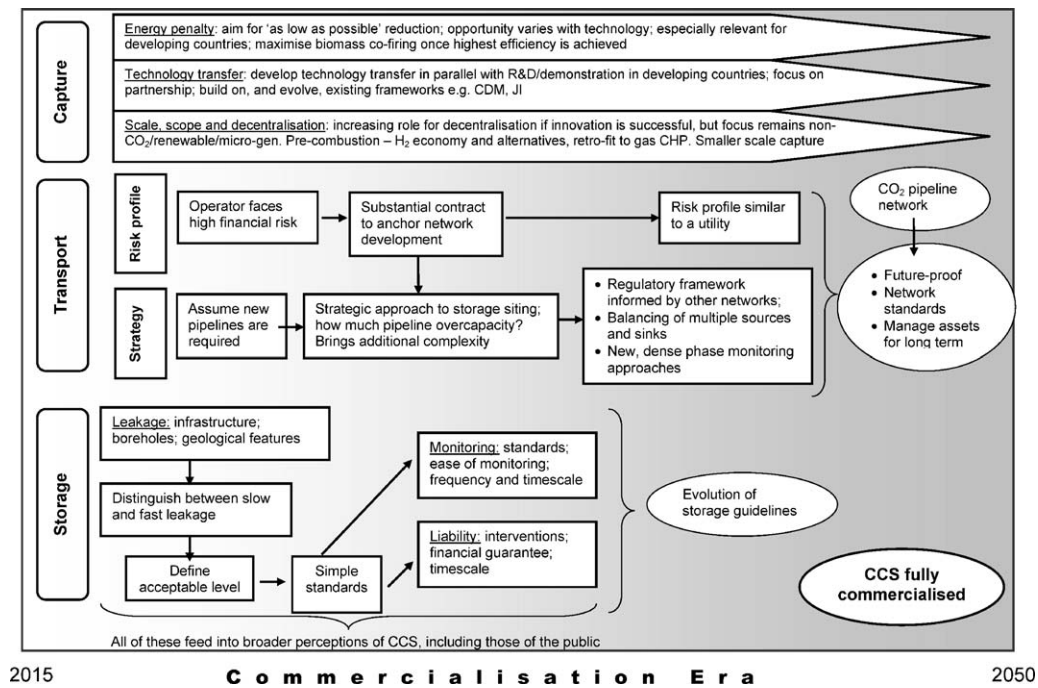 Capture
Energy penalty: aim for 'as low as possible' reduction; opportunity varies with technology; especially relevant for
developing countries; maximise biomass co-firing once highest efficiency is achieved
Technology transfer: develop technology transfer in parallel with R&D/demonstration in developing countries; focus on
partnership; build on, and evolve, existing frameworks e.g. CDM, JI
Scale, scope and decentralisation: increasing role for decentralisation if innovation is successful, but focus remains non-
CO₂/renewable/micro-gen. Pre-combustion – H₂ economy and alternatives, retro-fit to gas CHP. Smaller scale capture
Transport
Risk profile
Operator faces
high financial risk
Substantial contract
to anchor network
development
Risk profile similar
to a utility
CO₂ pipeline
network
Strategy
Assume new
pipelines are
required
Strategic approach to storage siting;
how much pipeline overcapacity?
Brings additional complexity
• Regulatory framework
informed by other networks;
• Balancing of multiple sources
and sinks
• New, dense phase monitoring
approaches
• Future-proof
• Network
standards
• Manage assets
for long term
Storage
Leakage: infrastructure;
boreholes; geological features
Distinguish between slow
and fast leakage
Define
acceptable level
Simple
standards
Monitoring: standards;
ease of monitoring;
frequency and timescale
Liability: interventions;
financial guarantee;
timescale
Evolution of
storage guidelines
CCS fully
commercialised
All of these feed into broader perceptions of CCS, including those of the public
2015
Commercialisation Era
2050